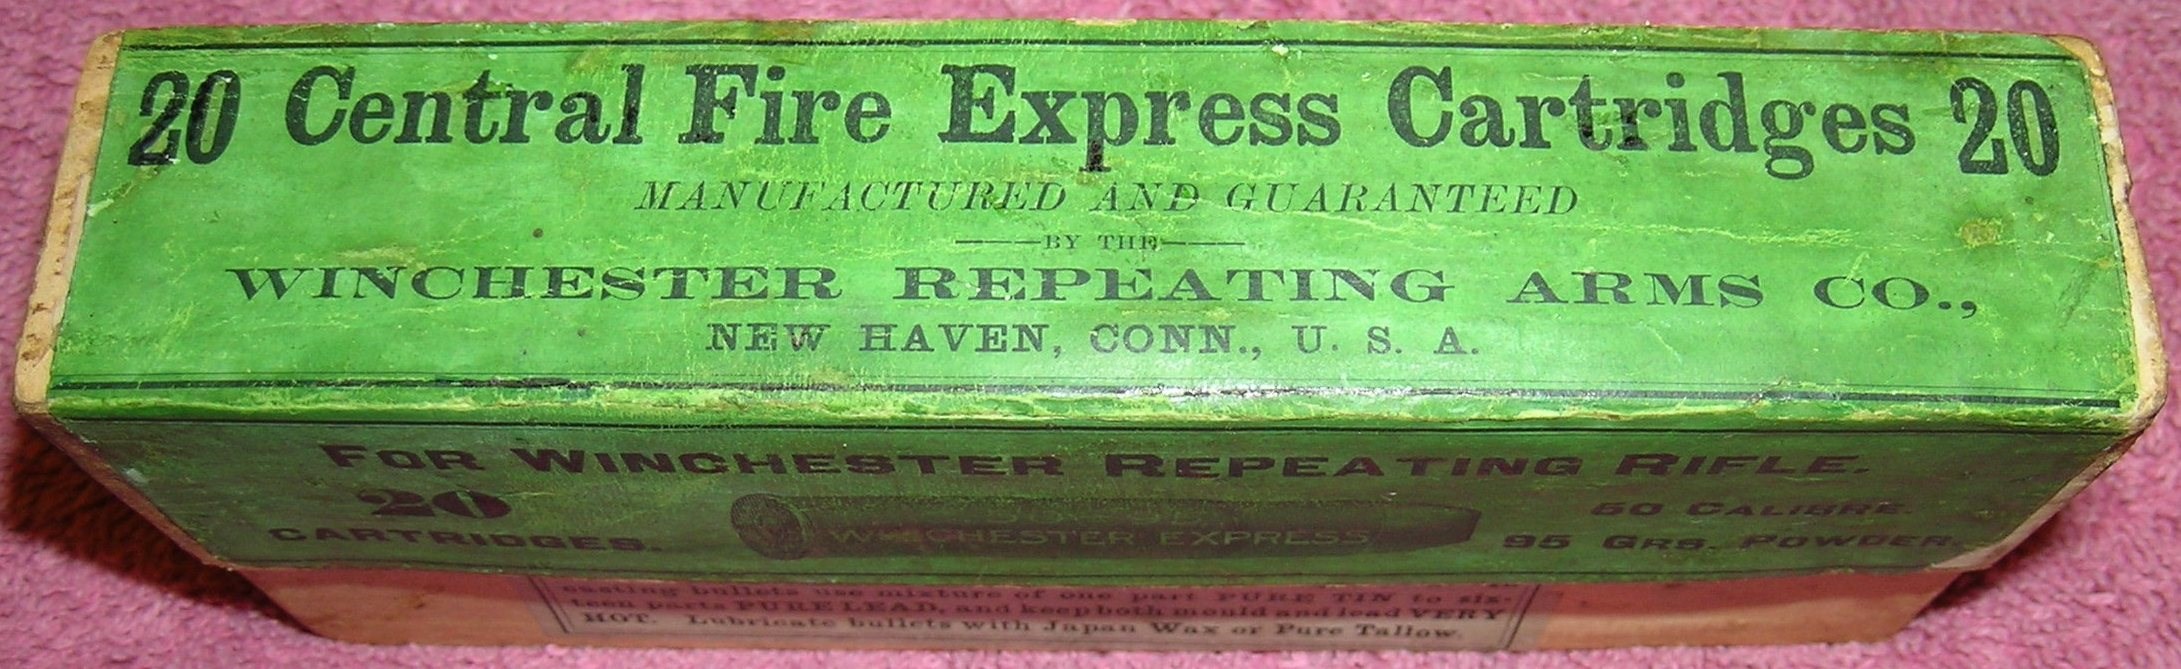 20 Central Fire Express Cartridges 20
MANUFACTURED AND GUARANTEED
BY THE
WINCHESTER REPEATING ARMS CO.,
NEW HAVEN, CONN., U. S. A.
FOR WINCHESTER REPEATING RIFLE.
20
CARTRIDGES.
WINCHESTER EXPRESS
50 CALIBRE.
95 GRS. POWDER.
casting bullets use mixture of one part PURE TIN to six-
teen parts PURE LEAD, and keep both mould and lead VERY
HOT. Lubricate bullets with Japan Wax or Pure Tallow.